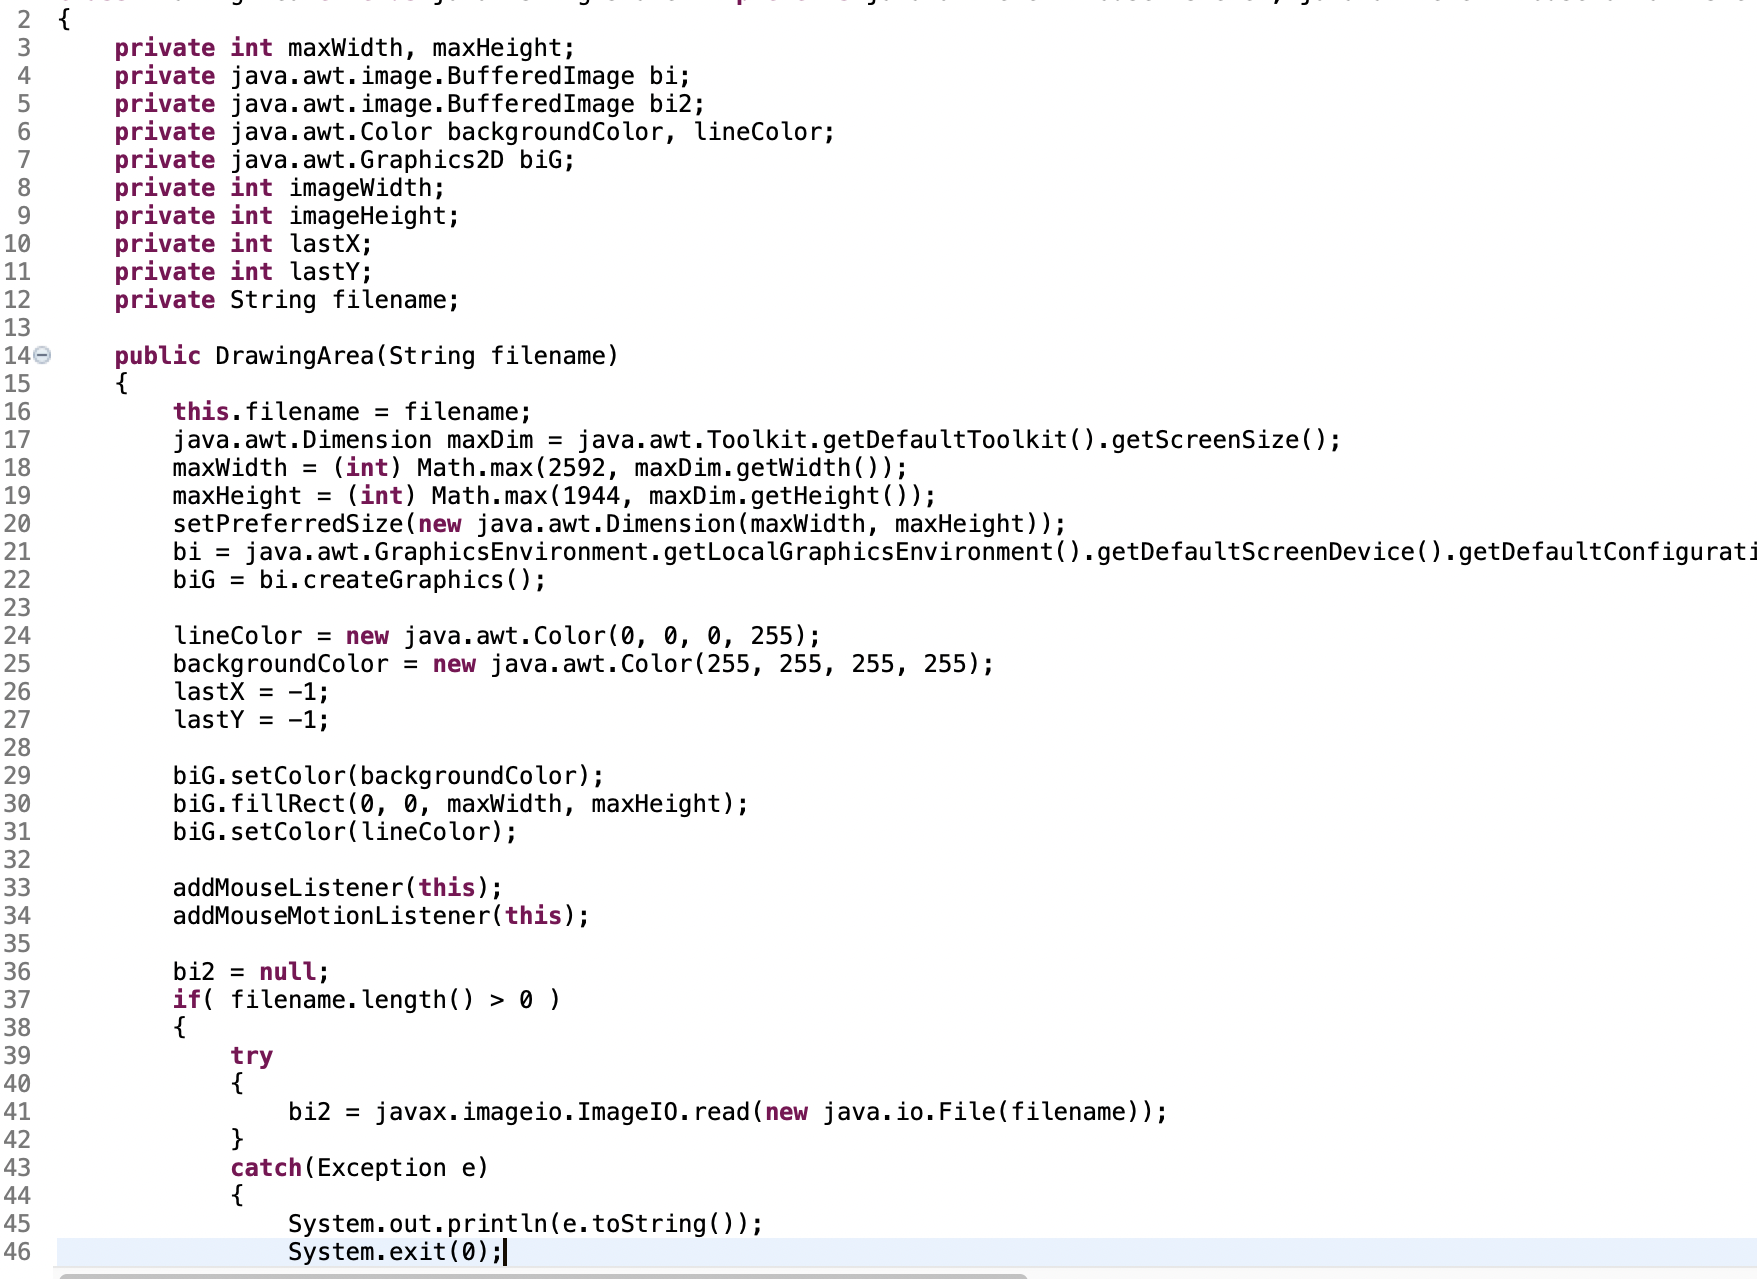 2 {
3 private int maxWidth, maxHeight;
4 private java.awt.image.BufferedImage bi;
5 private java.awt.image.BufferedImage bi2;
6 private java.awt.Color backgroundColor, lineColor;
7 private java.awt.Graphics2D biG;
8 private int imageWidth;
9 private int imageHeight;
10 private int lastX;
11 private int lastY;
12 private String filename;
13
14 public DrawingArea(String filename)
15 {
16 this.filename = filename;
17 java.awt.Dimension maxDim = java.awt.Toolkit.getDefaultToolkit().getScreenSize();
18 maxWidth = (int) Math.max(2592, maxDim.getWidth());
19 maxHeight = (int) Math.max(1944, maxDim.getHeight());
20 setPreferredSize(new java.awt.Dimension(maxWidth, maxHeight));
21 bi = java.awt.GraphicsEnvironment.getLocalGraphicsEnvironment().getDefaultScreenDevice().getDefaultConfigurati
22 biG = bi.createGraphics();
23
24 lineColor = new java.awt.Color(0, 0, 0, 255);
25 backgroundColor = new java.awt.Color(255, 255, 255, 255);
26 lastX = -1;
27 lastY = -1;
28
29 biG.setColor(backgroundColor);
30 biG.fillRect(0, 0, maxWidth, maxHeight);
31 biG.setColor(lineColor);
32
33 addMouseListener(this);
34 addMouseMotionListener(this);
35
36 bi2 = null;
37 if( filename.length() > 0 )
38 {
39 try
40 {
41 bi2 = javax.imageio.ImageIO.read(new java.io.File(filename));
42 }
43 catch(Exception e)
44 {
45 System.out.println(e.toString());
46 System.exit(0);